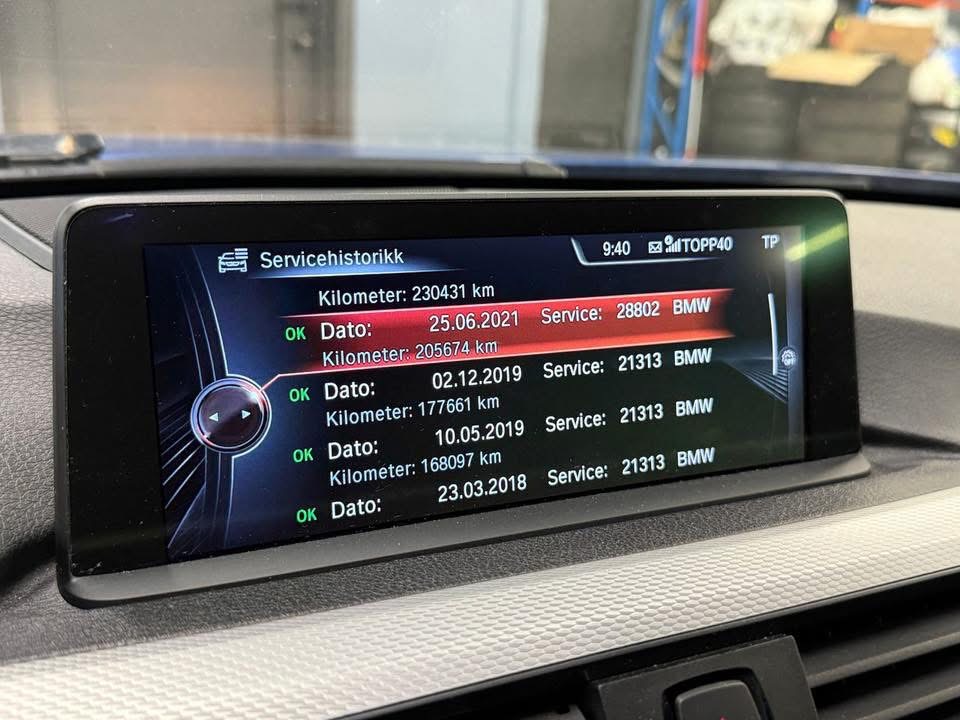 Servicehistorikk 9:40 TOPP40 TP
Kilometer: 230431 km
OK Dato: 25.06.2021 Service: 28802 BMW
Kilometer: 205674 km
OK Dato: 02.12.2019 Service: 21313 BMW
Kilometer: 177661 km
OK Dato: 10.05.2019 Service: 21313 BMW
Kilometer: 168097 km
OK Dato: 23.03.2018 Service: 21313 BMW